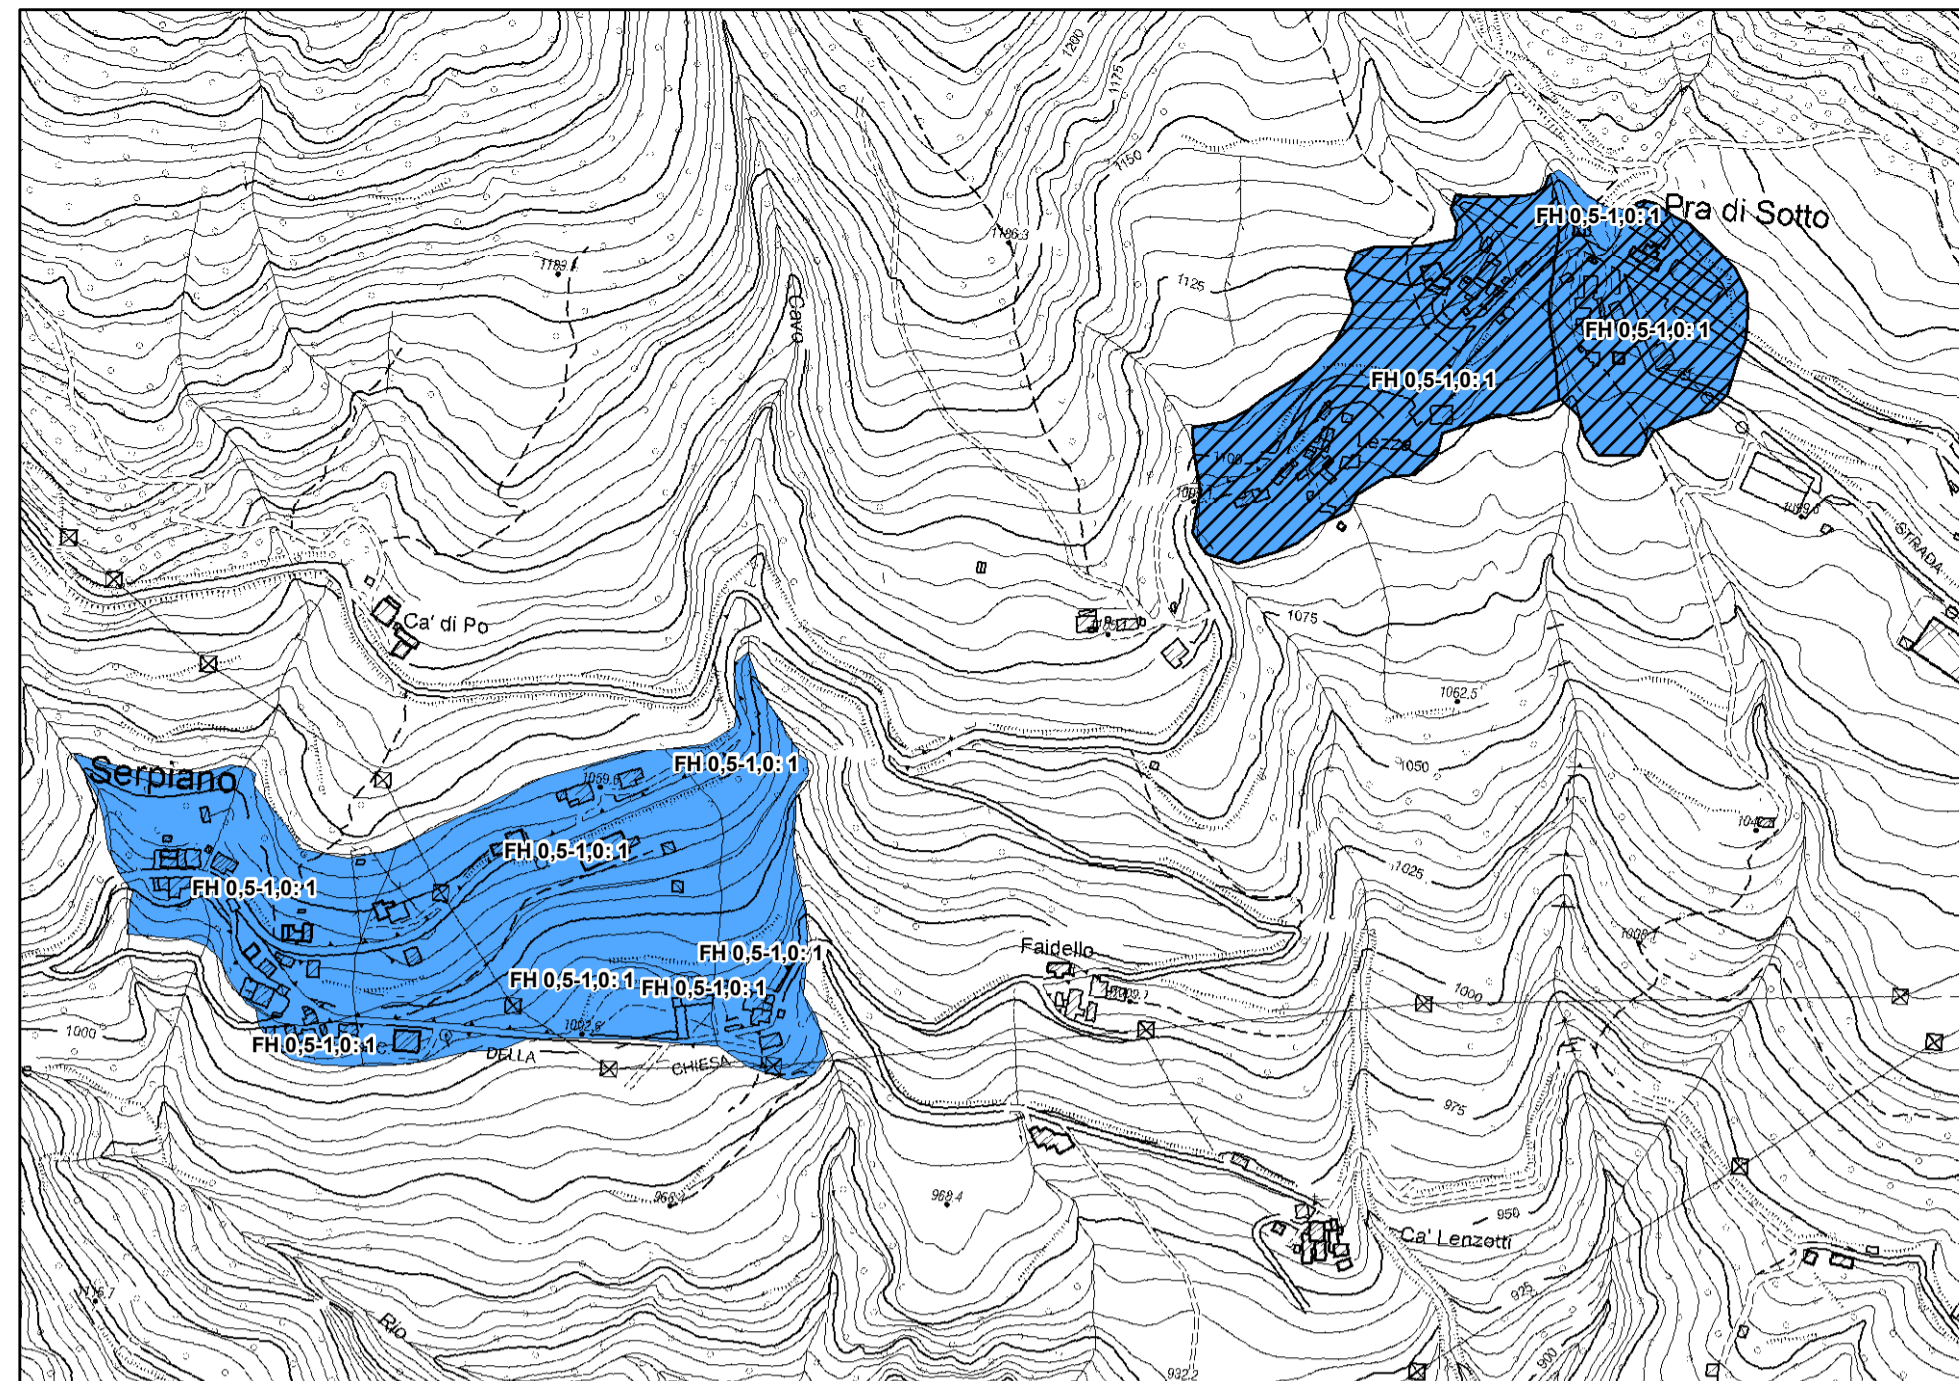 1200
1175
1150
Pra di Sotto
FH 0,5-1,0: 1
1186.3
1125
Cavo
FH 0,5-1,0: 1
FH 0,5-1,0: 1
Lezza
1100
STRADA
Ca' di Po
1075
1062.5
1050
Serpiano
FH 0,5-1,0: 1
FH 0,5-1,0: 1
1025
FH 0,5-1,0: 1
Faidello
FH 0,5-1,0: 1
FH 0,5-1,0: 1
FH 0,5-1,0: 1
1000
1000
1002.6
FH 0,5-1,0: 1
DELLA
CHIESA
975
968.4
950
Ca' Lenzotti
925
Rio
900
932.2